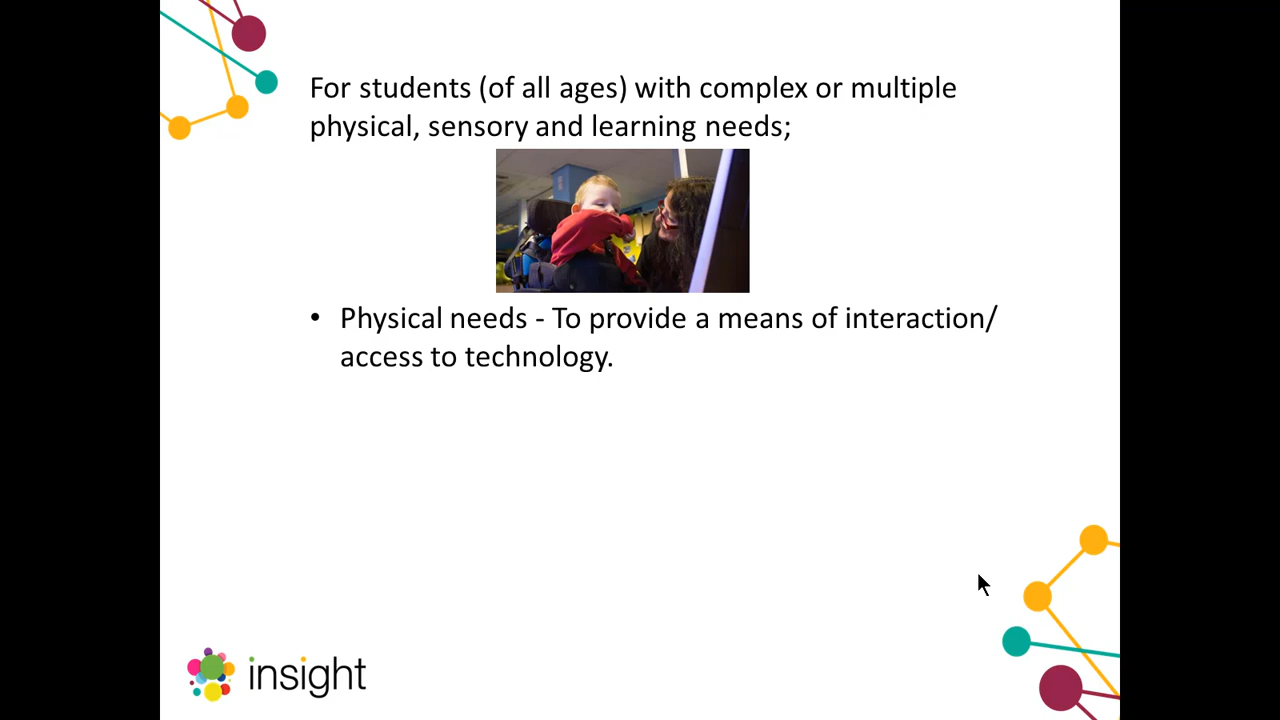 For students (of all ages) with complex or multiple
physical, sensory and learning needs;
• Physical needs - To provide a means of interaction/
access to technology.
insight